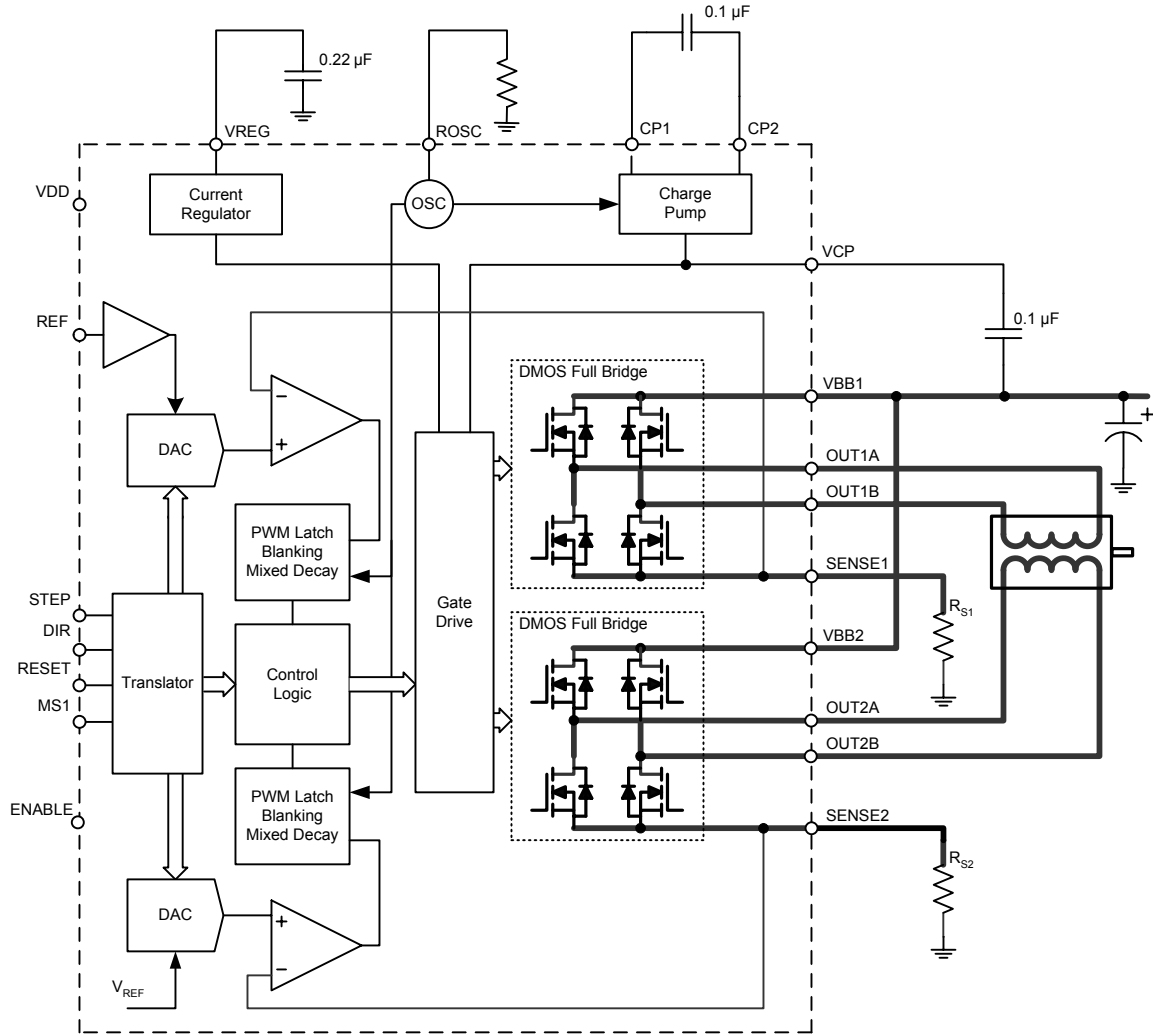 0.1 µF
0.22 µF
VREG
ROSC
CP1
CP2
VDD
Current
Regulator
OSC
Charge
Pump
VCP
REF
0.1 µF
DMOS Full Bridge
VBB1
+
DAC
−
+
OUT1A
OUT1B
PWM Latch
Blanking
Mixed Decay
SENSE1
STEP
DIR
RESET
MS1
Translator
Control
Logic
Gate
Drive
DMOS Full Bridge
RS1
VBB2
OUT2A
OUT2B
PWM Latch
Blanking
Mixed Decay
ENABLE
SENSE2
RS2
DAC
+
−
VREF